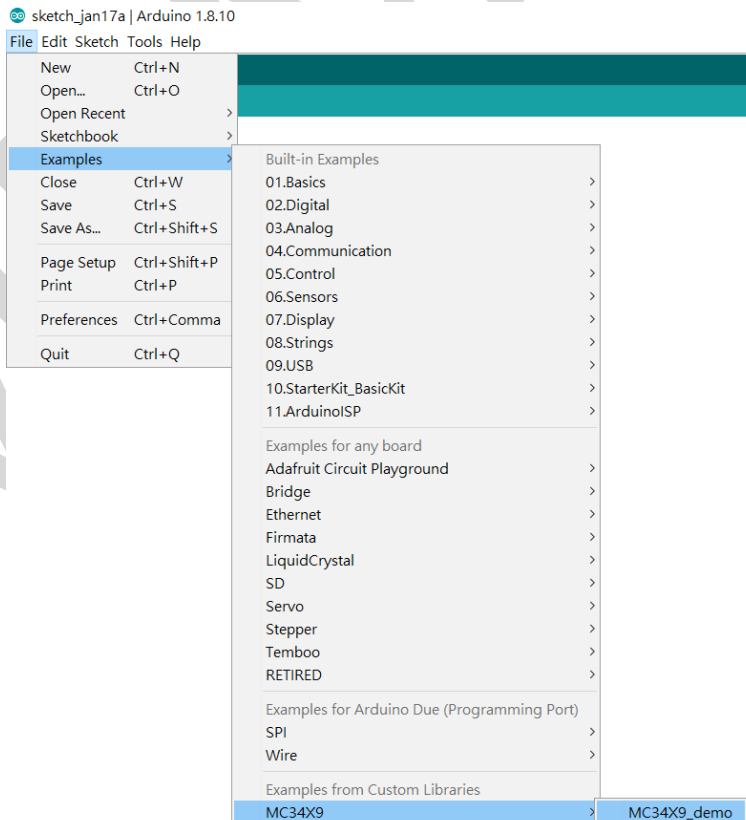 sketch_jan17a | Arduino 1.8.10
File Edit Sketch Tools Help
New Ctrl+N
Open... Ctrl+O
Open Recent
Sketchbook
Examples
Close Ctrl+W
Save Ctrl+S
Save As... Ctrl+Shift+S
Page Setup Ctrl+Shift+P
Print Ctrl+P
Preferences Ctrl+Comma
Quit Ctrl+Q
Built-in Examples
01.Basics
02.Digital
03.Analog
04.Communication
05.Control
06.Sensors
07.Display
08.Strings
09.USB
10.StarterKit_BasicKit
11.ArduinoISP
Examples for any board
Adafruit Circuit Playground
Bridge
Ethernet
Firmata
LiquidCrystal
SD
Servo
Stepper
Temboo
RETIRED
Examples for Arduino Due (Programming Port)
SPI
Wire
Examples from Custom Libraries
MC34X9
MC34X9_demo